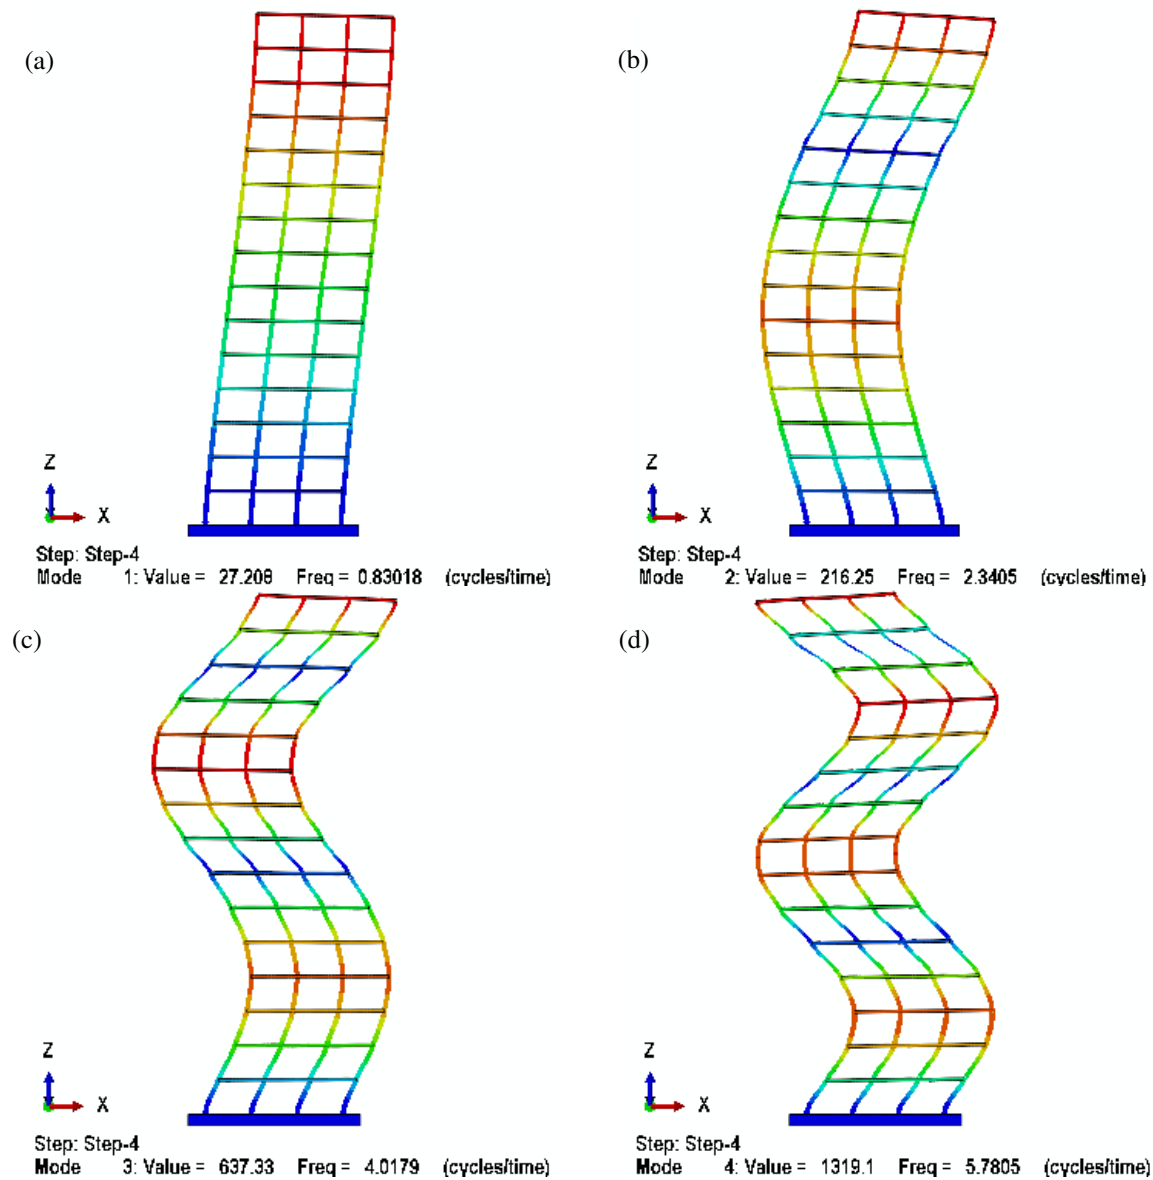 (a)
Z
X
Step: Step-4
Mode 1: Value = 27.208 Freq = 0.83018 (cycles/time)
(b)
Z
X
Step: Step-4
Mode 2: Value = 216.25 Freq = 2.3405 (cycles/time)
(c)
Z
X
Step: Step-4
Mode 3: Value = 637.33 Freq = 4.0179 (cycles/time)
(d)
Z
X
Step: Step-4
Mode 4: Value = 1319.1 Freq = 5.7805 (cycles/time)